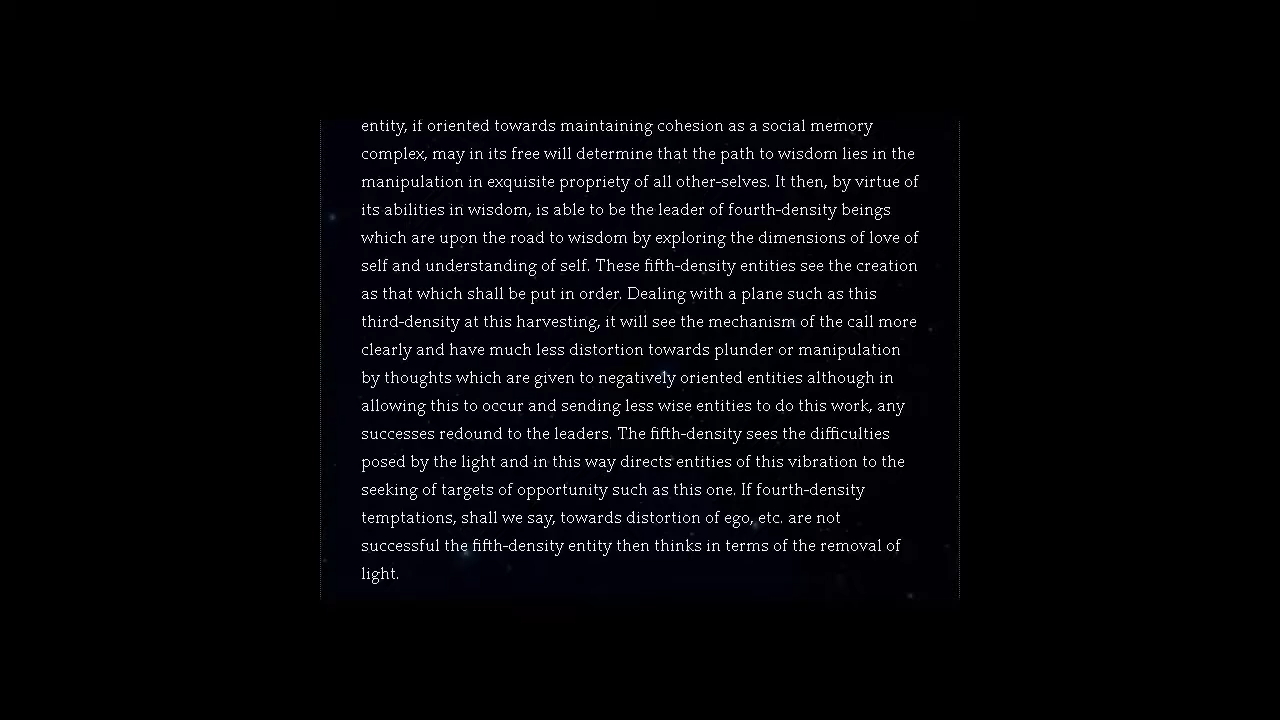 entity, if oriented towards maintaining cohesion as a social memory
complex, may in its free will determine that the path to wisdom lies in the
manipulation in exquisite propriety of all other-selves. It then, by virtue of
its abilities in wisdom, is able to be the leader of fourth-density beings
which are upon the road to wisdom by exploring the dimensions of love of
self and understanding of self. These fifth-density entities see the creation
as that which shall be put in order. Dealing with a plane such as this
third-density at this harvesting, it will see the mechanism of the call more
clearly and have much less distortion towards plunder or manipulation
by thoughts which are given to negatively oriented entities although in
allowing this to occur and sending less wise entities to do this work, any
successes redound to the leaders. The fifth-density sees the difficulties
posed by the light and in this way directs entities of this vibration to the
seeking of targets of opportunity such as this one. If fourth-density
temptations, shall we say, towards distortion of ego, etc. are not
successful the fifth-density entity then thinks in terms of the removal of
light.